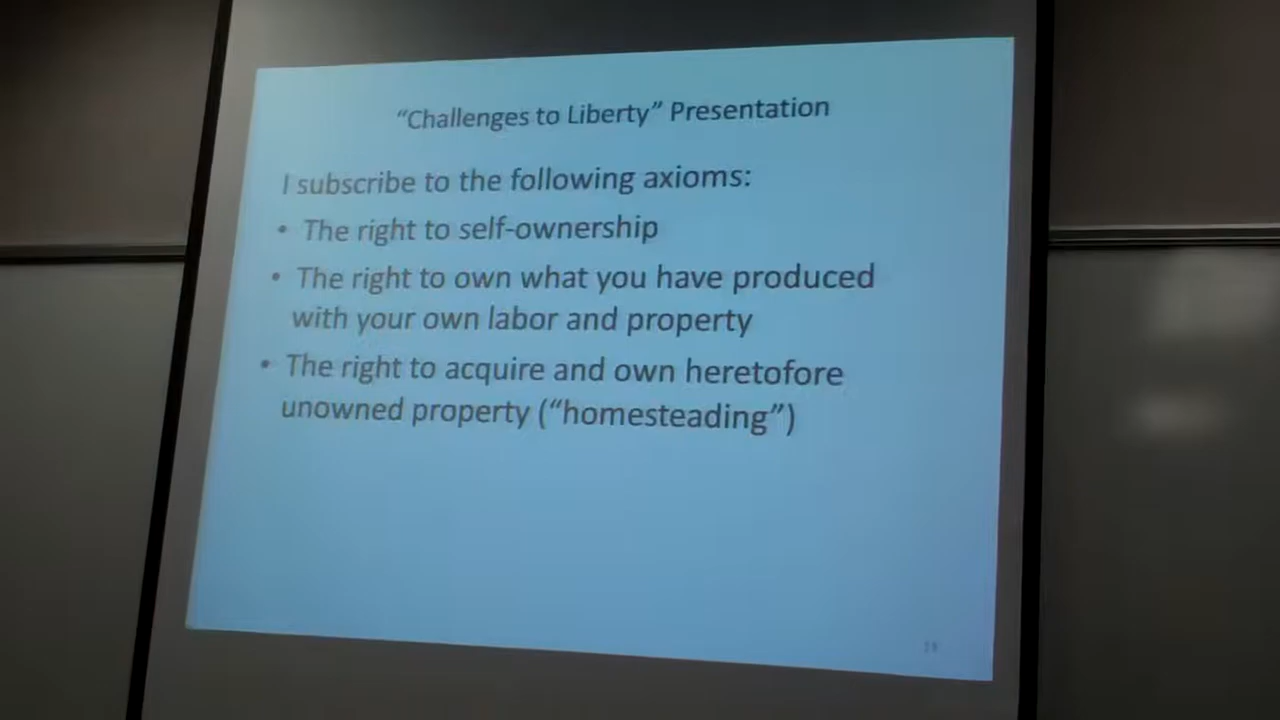 “Challenges to Liberty” Presentation
I subscribe to the following axioms:
• The right to self-ownership
• The right to own what you have produced
with your own labor and property
• The right to acquire and own heretofore
unowned property (“homesteading”)